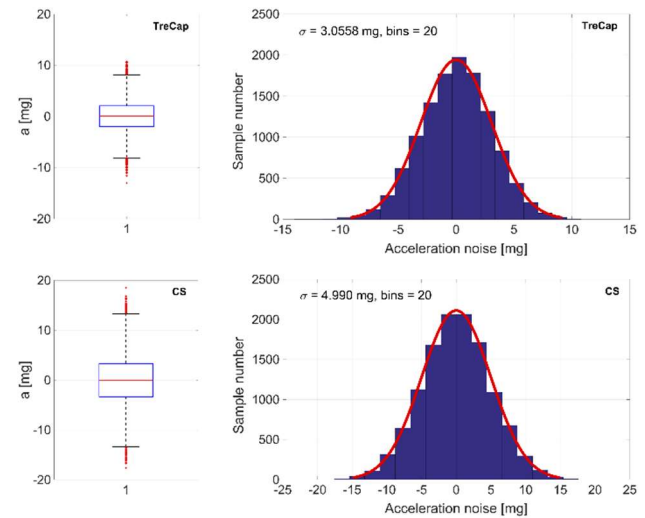 TreCap
20
10
0
-10
-20
a [mg]
1
2500
2000
1500
1000
500
0
Sample number
σ = 3.0558 mg, bins = 20
TreCap
-15 -10 -5 0 5 10 15
Acceleration noise [mg]
CS
20
10
0
-10
-20
a [mg]
1
2500
2000
1500
1000
500
0
Sample number
σ = 4.990 mg, bins = 20
CS
-25 -20 -15 -10 -5 0 5 10 15 20 25
Acceleration noise [mg]